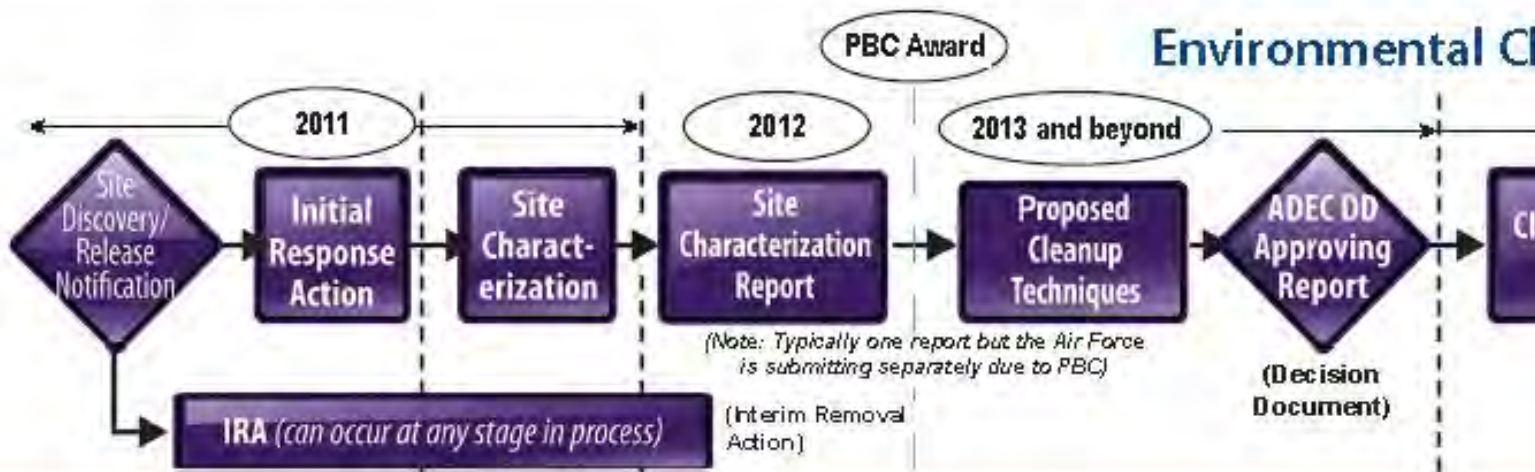 PBC Award
Environmental Cl
2011
2012
2013 and beyond
Site
Discovery/
Release
Notification
Initial
Response
Action
Site
Charact-
erization
Site
Characterization
Report
Proposed
Cleanup
Techniques
ADEC DD
Approving
Report
Cl
(Note: Typically one report but the Air Force
is submitting separately due to PBC)
(Decision
Document)
IRA (can occur at any stage in process)
(Interim Removal
Action)